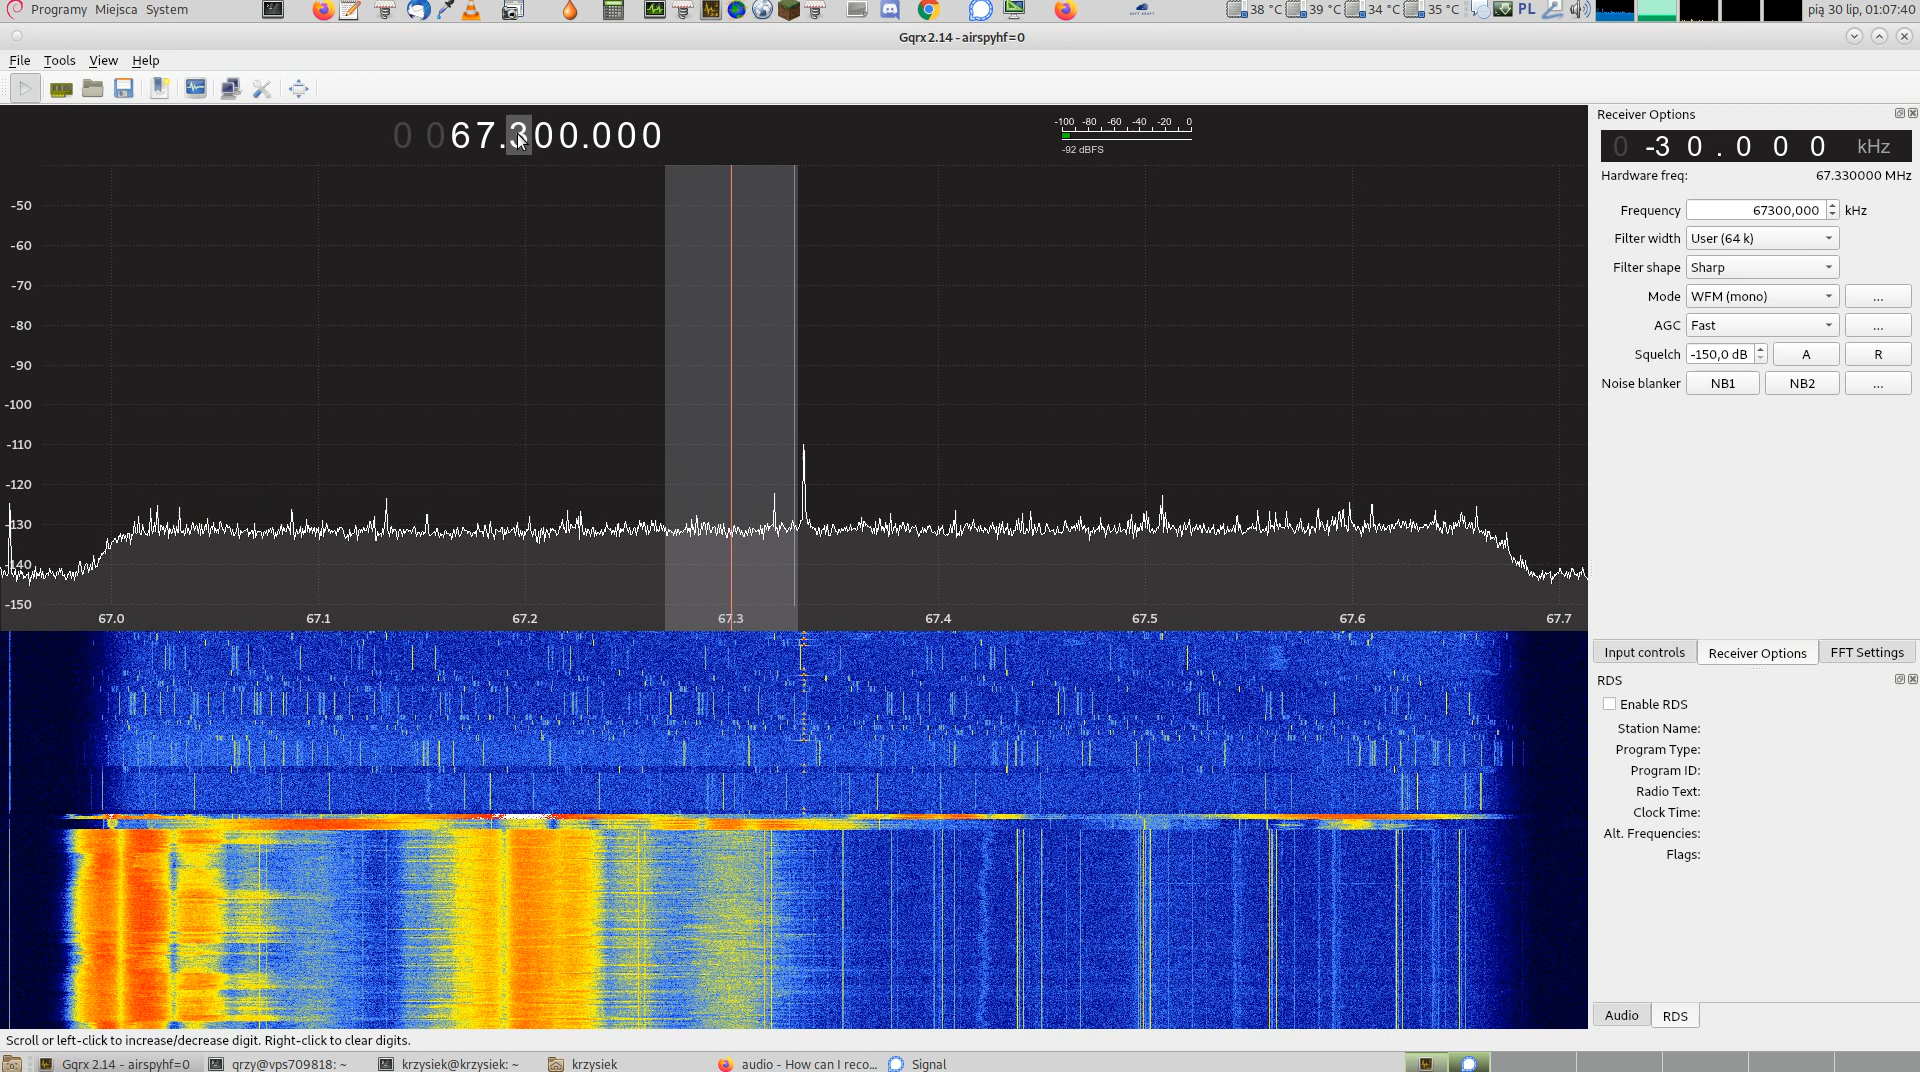 Programy Miejsca System 38 °C 39 °C 34 °C 35 °C PL pią 30 lip, 01:07:40
Gqrx 2.14 - airspyhf=0
File Tools View Help
0 067.300.000
-100 -80 -60 -40 -20 0
-92 dBFS
-50
-60
-70
-80
-90
-100
-110
-120
-130
-140
-150
67.0 67.1 67.2 67.3 67.4 67.5 67.6 67.7
Receiver Options
0 -30.000 kHz
Hardware freq: 67.330000 MHz
Frequency 67300,000 kHz
Filter width User (64 k)
Filter shape Sharp
Mode WFM (mono) ...
AGC Fast ...
Squelch -150,0 dB A R
Noise blanker NB1 NB2 ...
Input controls Receiver Options FFT Settings
RDS
Enable RDS
Station Name:
Program Type:
Program ID:
Radio Text:
Clock Time:
Alt. Frequencies:
Flags:
Audio RDS
Scroll or left-click to increase/decrease digit. Right-click to clear digits.
Gqrx 2.14 - airspyhf=0 qrzy@vps709818: ~ krzysiek@krzysiek: ~ krzysiek audio - How can I reco... Signal